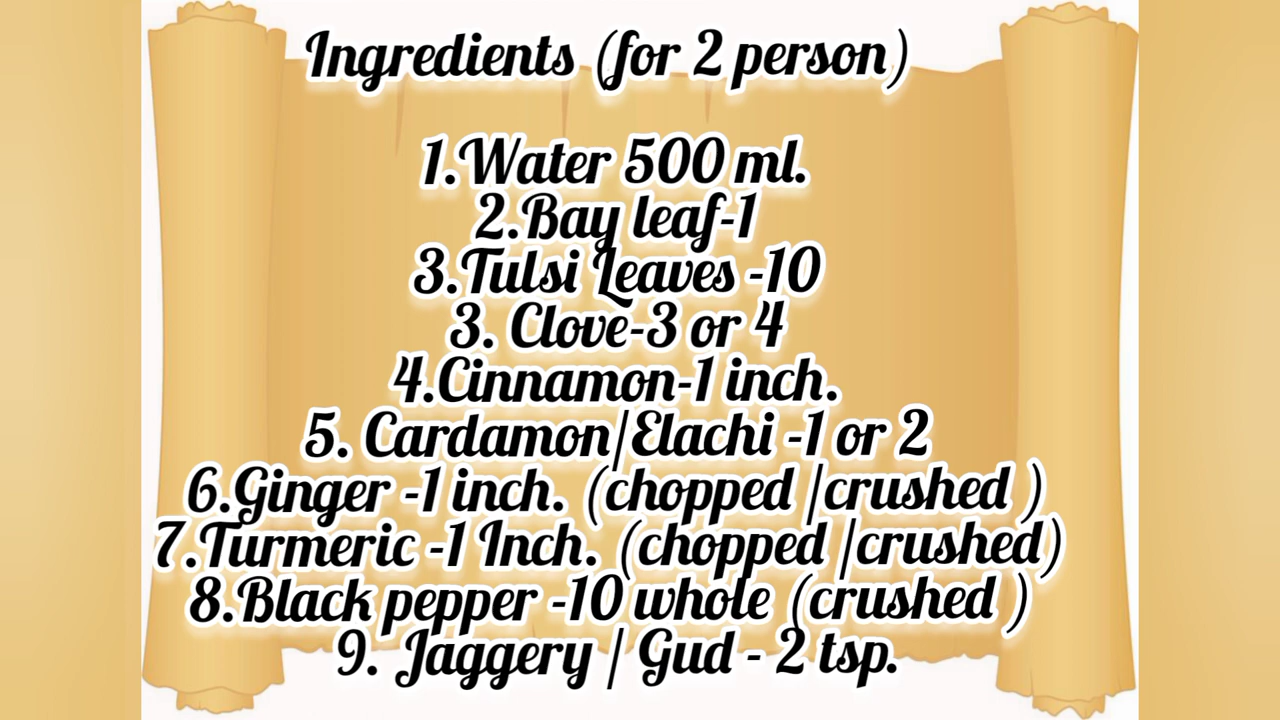 Ingredients (for 2 person)
1.Water 500 ml.
2.Bay leaf-1
3.Tulsi Leaves -10
3. Clove-3 or 4
4.Cinnamon-1 inch.
5. Cardamon/Elachi -1 or 2
6.Ginger -1 inch. (chopped /crushed )
7.Turmeric -1 Inch. (chopped /crushed)
8.Black pepper -10 whole (crushed )
9. Jaggery / Gud - 2 tsp.